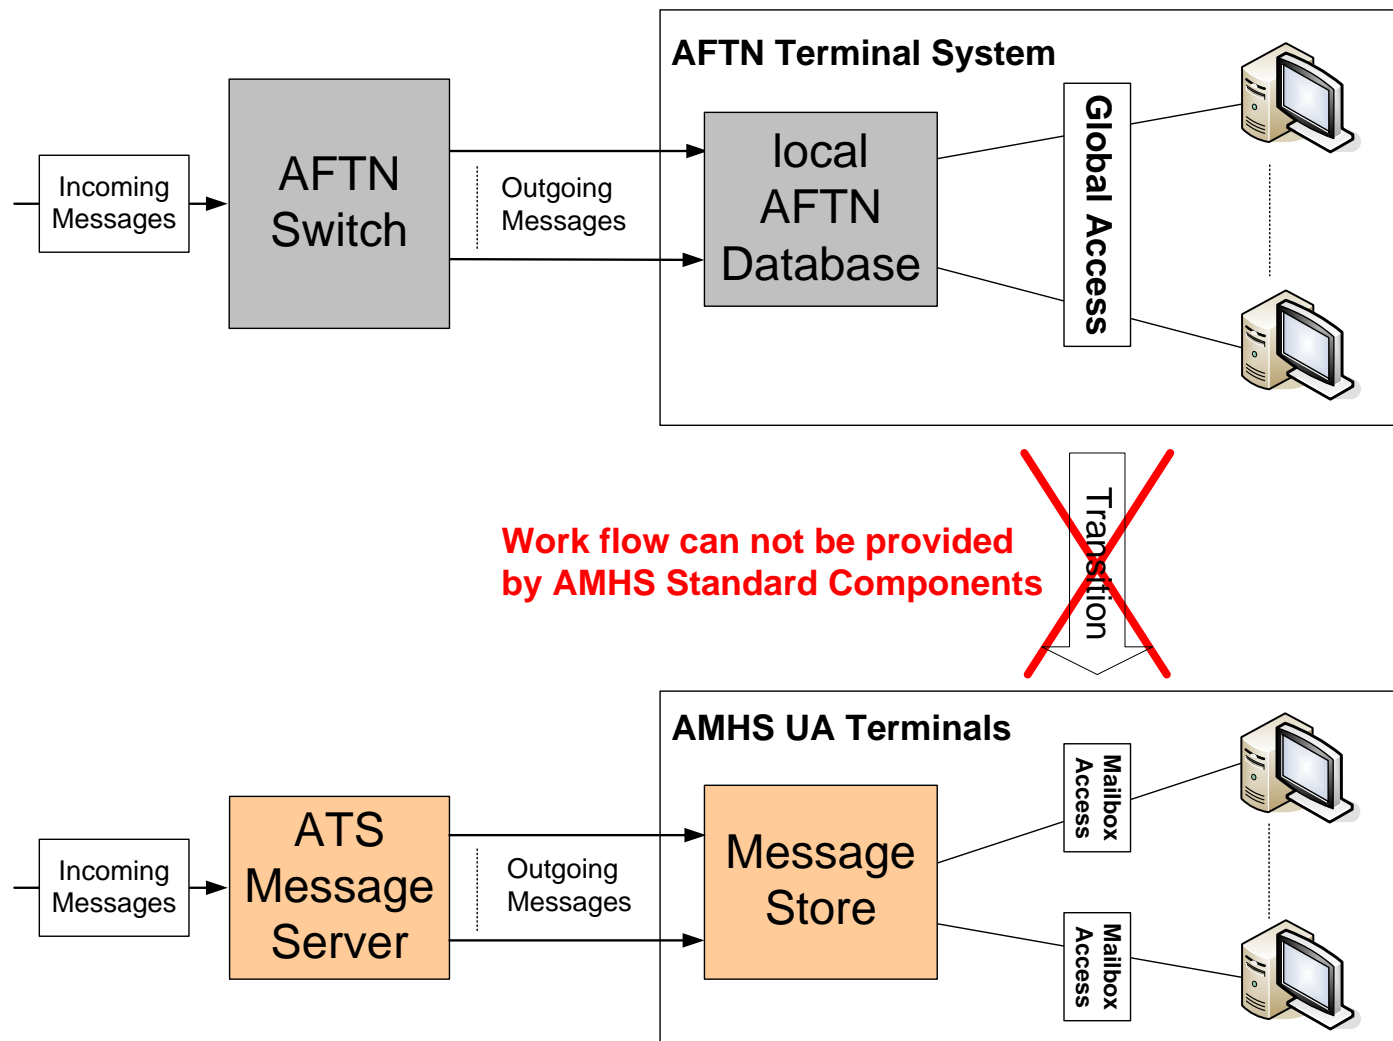 AFTN Terminal System
Incoming
Messages
AFTN
Switch
Outgoing
Messages
local
AFTN
Database
Global Access
Work flow can not be provided
by AMHS Standard Components
Transition
AMHS UA Terminals
Incoming
Messages
ATS
Message
Server
Outgoing
Messages
Message
Store
Mailbox
Access
Mailbox
Access